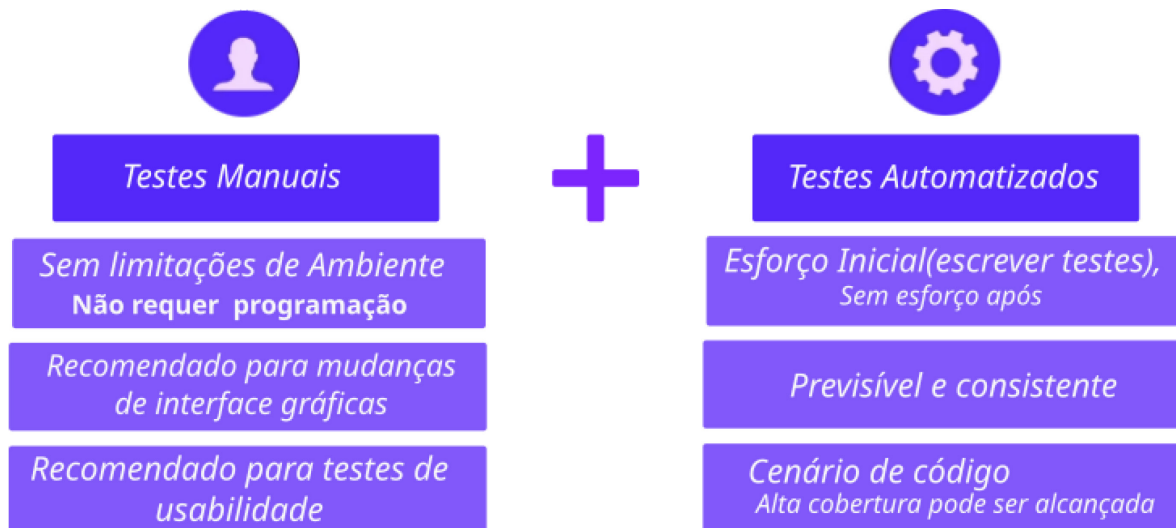 Testes Manuais
Sem limitações de Ambiente
Não requer programação
Recomendado para mudanças
de interface gráficas
Recomendado para testes de
usabilidade
Testes Automatizados
Esforço Inicial(escrever testes),
Sem esforço após
Previsível e consistente
Cenário de código
Alta cobertura pode ser alcançada